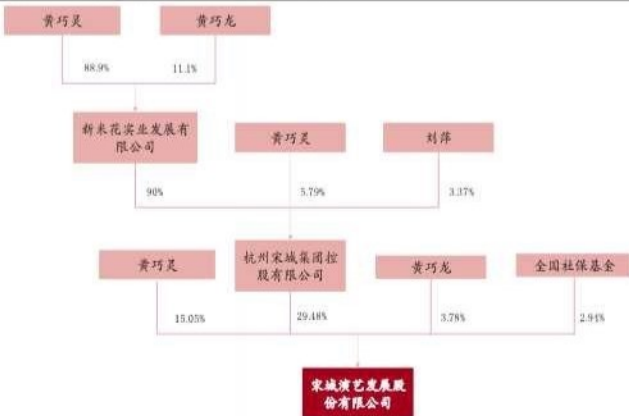 黄巧灵
黄巧龙
88.9%
11.1%
新米花实业发展有
限公司
黄巧灵
刘萍
90%
5.79%
3.37%
黄巧灵
杭州宋城集团控
股有限公司
黄巧龙
全国社保基金
15.05%
29.48%
3.78%
2.94%
宋城演艺发展股
份有限公司